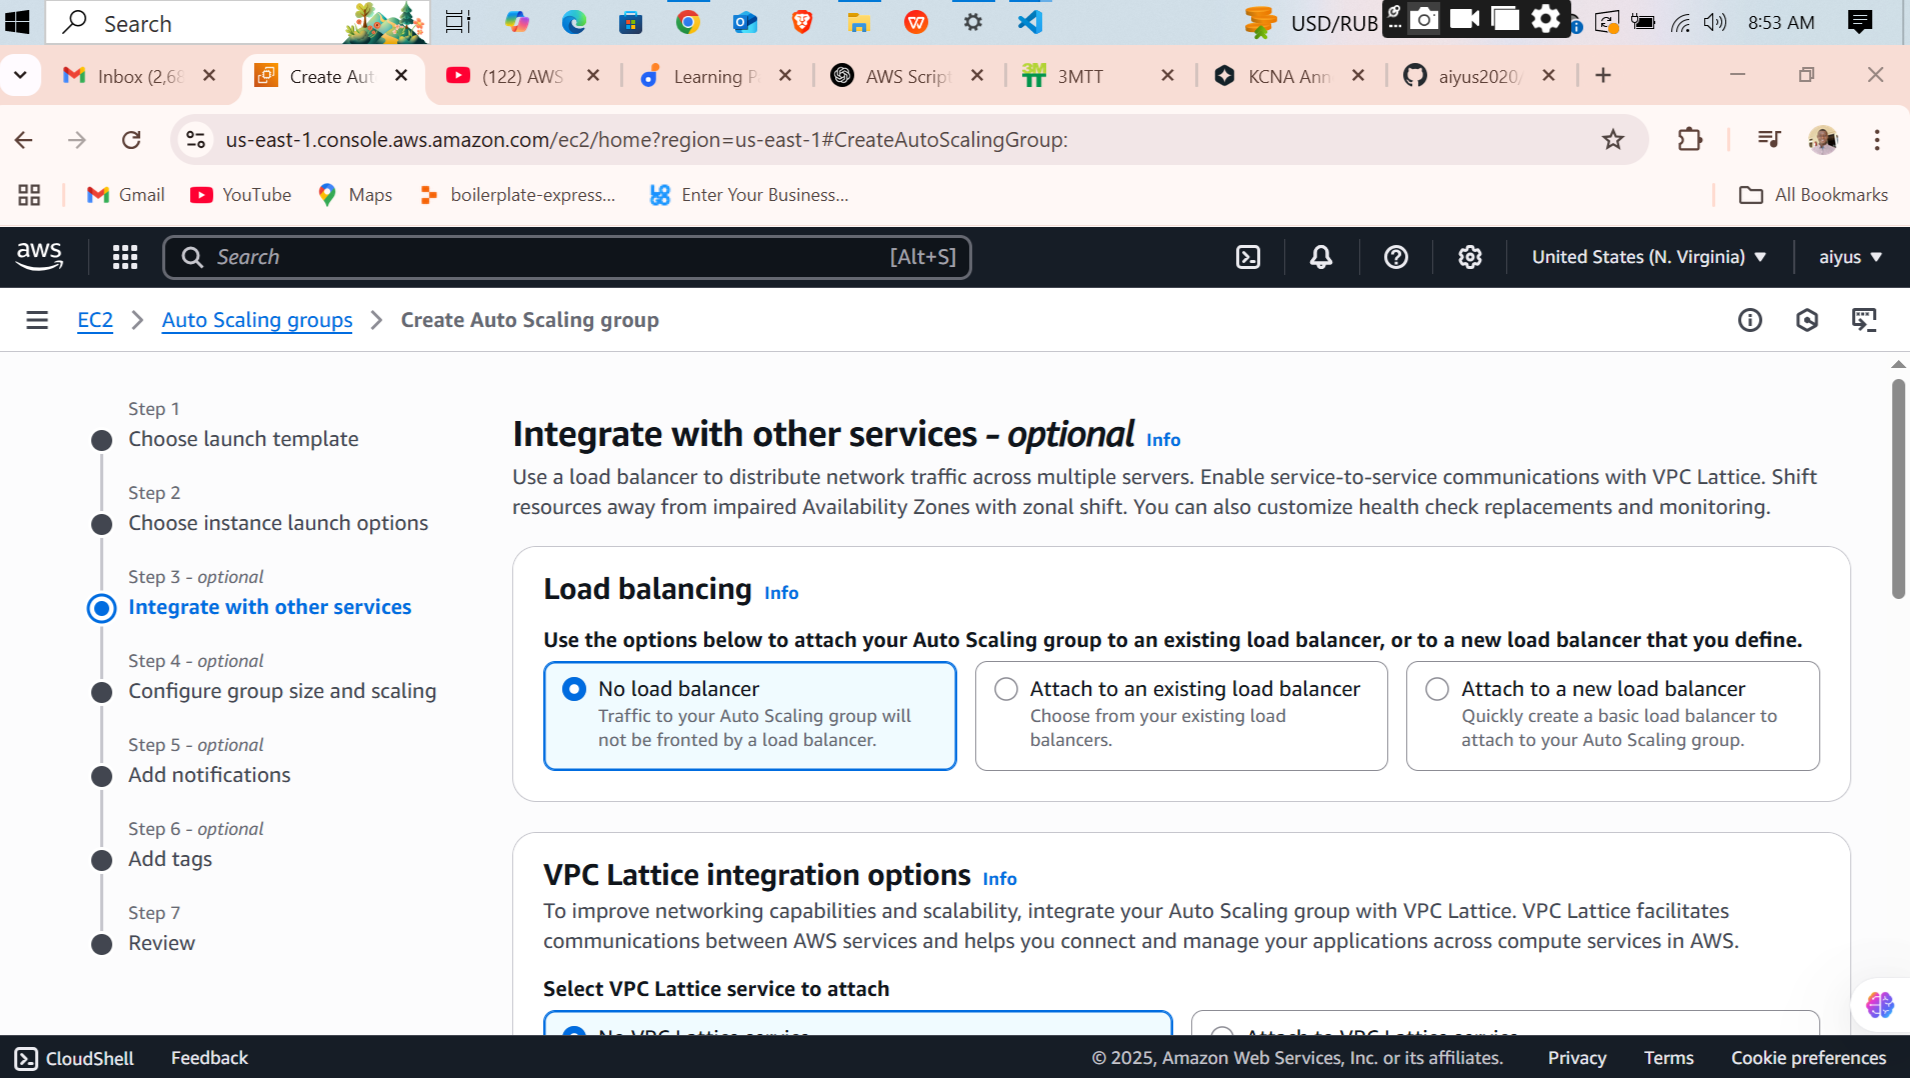 Search
USD/RUB
8:53 AM
Inbox (2,68
Create Aut
(122) AWS
Learning P
AWS Scrip
3MTT
KCNA Ann
aiyus2020/
us-east-1.console.aws.amazon.com/ec2/home?region=us-east-1#CreateAutoScalingGroup:
Gmail
YouTube
Maps
boilerplate-express...
Enter Your Business...
All Bookmarks
aws
Search
[Alt+S]
United States (N. Virginia)
aiyus
EC2
Auto Scaling groups
Create Auto Scaling group
Step 1
Choose launch template
Step 2
Choose instance launch options
Step 3 - optional
Integrate with other services
Step 4 - optional
Configure group size and scaling
Step 5 - optional
Add notifications
Step 6 - optional
Add tags
Step 7
Review
Integrate with other services - optional Info
Use a load balancer to distribute network traffic across multiple servers. Enable service-to-service communications with VPC Lattice. Shift
resources away from impaired Availability Zones with zonal shift. You can also customize health check replacements and monitoring.
Load balancing Info
Use the options below to attach your Auto Scaling group to an existing load balancer, or to a new load balancer that you define.
No load balancer
Traffic to your Auto Scaling group will
not be fronted by a load balancer.
Attach to an existing load balancer
Choose from your existing load
balancers.
Attach to a new load balancer
Quickly create a basic load balancer to
attach to your Auto Scaling group.
VPC Lattice integration options Info
To improve networking capabilities and scalability, integrate your Auto Scaling group with VPC Lattice. VPC Lattice facilitates
communications between AWS services and helps you connect and manage your applications across compute services in AWS.
Select VPC Lattice service to attach
No VPC Lattice service
Attach to VPC Lattice service
CloudShell
Feedback
© 2025, Amazon Web Services, Inc. or its affiliates.
Privacy
Terms
Cookie preferences